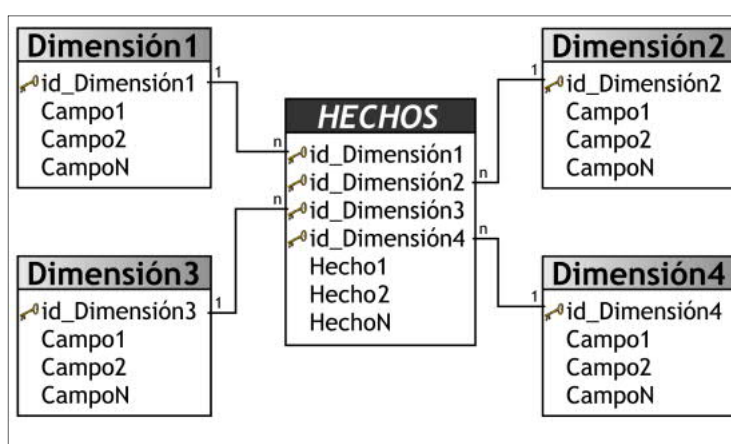 Dimensión1
id_Dimensión1
Campo1
Campo2
CampoN
1
n
HECHOS
id_Dimensión1
id_Dimensión2
id_Dimensión3
id_Dimensión4
Hecho1
Hecho2
HechoN
Dimensión2
id_Dimensión2
Campo1
Campo2
CampoN
1
n
Dimensión3
id_Dimensión3
Campo1
Campo2
CampoN
1
n
Dimensión4
id_Dimensión4
Campo1
Campo2
CampoN
1
n